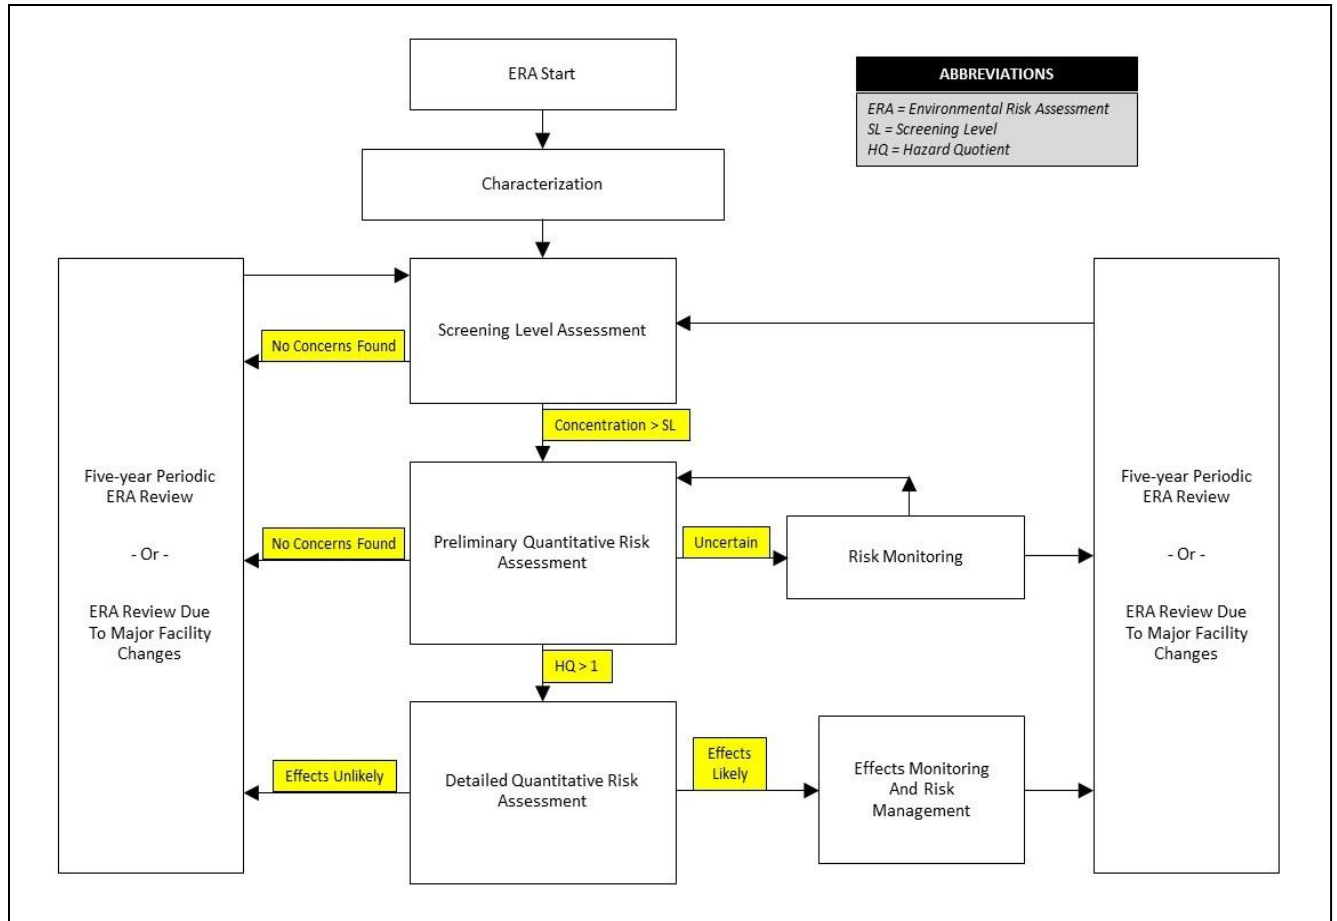 ERA Start
ABBREVIATIONS
ERA = Environmental Risk Assessment
SL = Screening Level
HQ = Hazard Quotient
Characterization
Screening Level Assessment
No Concerns Found
Concentration > SL
Five-year Periodic
ERA Review
- Or -
ERA Review Due
To Major Facility
Changes
No Concerns Found
Preliminary Quantitative Risk
Assessment
Uncertain
Risk Monitoring
Five-year Periodic
ERA Review
- Or -
ERA Review Due
To Major Facility
Changes
HQ > 1
Effects Unlikely
Detailed Quantitative Risk
Assessment
Effects
Likely
Effects Monitoring
And Risk
Management